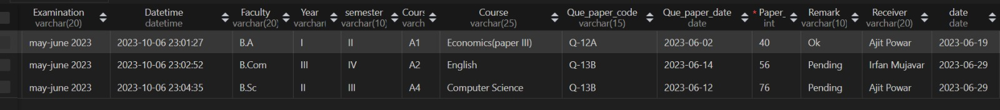 Examination Datetime Faculty Year semester Cour Course Que_paper_code Que_paper_date * Paper_ Remark Receiver date
varchar(20) datetime varchar(20) varchar( varchar(10) varch varchar(25) varchar(15) date int varchar(10) varchar(20) date
may-june 2023 2023-10-06 23:01:27 B.A I II A1 Economics(paper III) Q-12A 2023-06-02 40 Ok Ajit Powar 2023-06-19
may-june 2023 2023-10-06 23:02:52 B.Com III IV A2 English Q-13B 2023-06-14 56 Pending Irfan Mujavar 2023-06-29
may-june 2023 2023-10-06 23:04:35 B.Sc II III A4 Computer Science Q-13B 2023-06-12 76 Pending Ajit Powar 2023-06-29